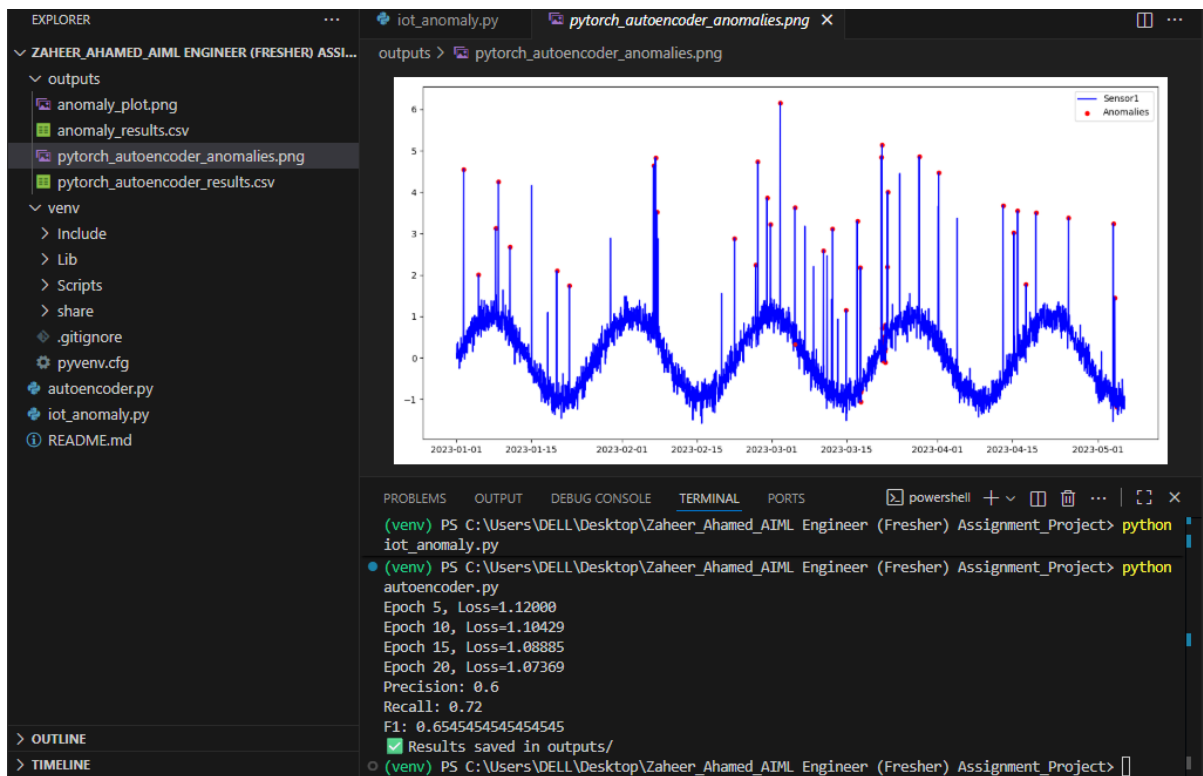 EXPLORER
ZAHEER_AHAMED_AIML ENGINEER (FRESHER) ASSI...
outputs
anomaly_plot.png
anomaly_results.csv
pytorch_autoencoder_anomalies.png
pytorch_autoencoder_results.csv
venv
Include
Lib
Scripts
share
.gitignore
pyvenv.cfg
autoencoder.py
iot_anomaly.py
README.md
OUTLINE
TIMELINE
iot_anomaly.py
pytorch_autoencoder_anomalies.png
outputs > pytorch_autoencoder_anomalies.png
Sensor1
Anomalies
6
5
4
3
2
1
0
−1
2023-01-01 2023-01-15 2023-02-01 2023-02-15 2023-03-01 2023-03-15 2023-04-01 2023-04-15 2023-05-01
PROBLEMS OUTPUT DEBUG CONSOLE TERMINAL PORTS powershell
(venv) PS C:\Users\DELL\Desktop\Zaheer_Ahamed_AIML Engineer (Fresher) Assignment_Project> python
iot_anomaly.py
(venv) PS C:\Users\DELL\Desktop\Zaheer_Ahamed_AIML Engineer (Fresher) Assignment_Project> python
autoencoder.py
Epoch 5, Loss=1.12000
Epoch 10, Loss=1.10429
Epoch 15, Loss=1.08885
Epoch 20, Loss=1.07369
Precision: 0.6
Recall: 0.72
F1: 0.6545454545454545
✅ Results saved in outputs/
(venv) PS C:\Users\DELL\Desktop\Zaheer_Ahamed_AIML Engineer (Fresher) Assignment_Project>